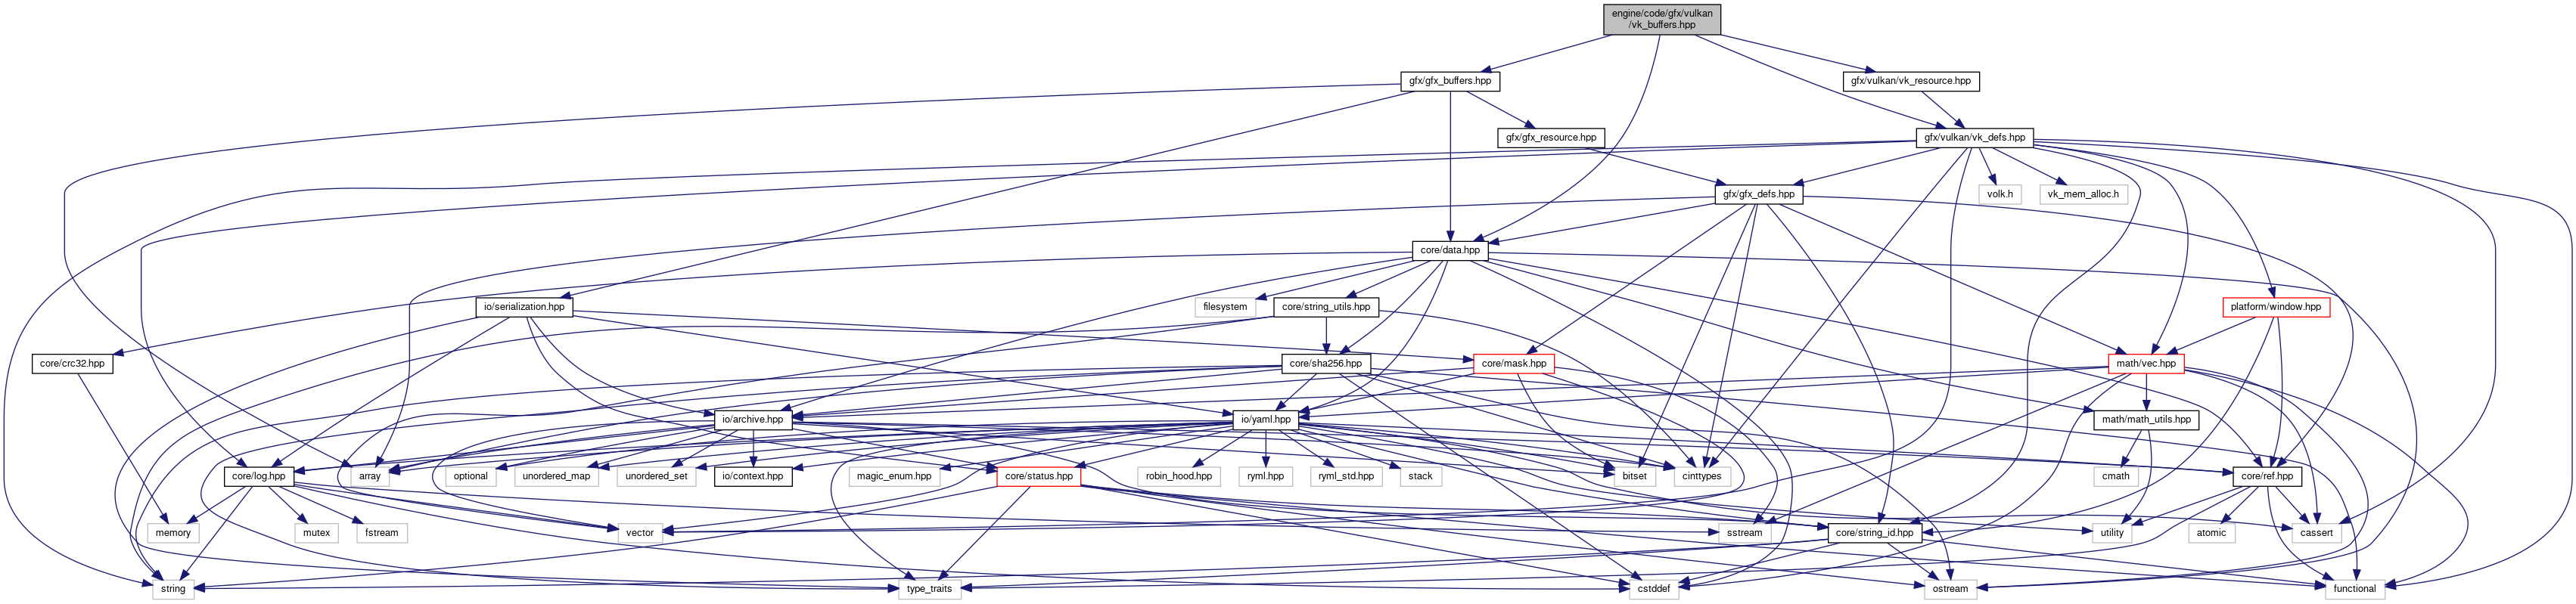 engine/code/gfx/vulkan
/vk_buffers.hpp
gfx/gfx_buffers.hpp
gfx/vulkan/vk_resource.hpp
gfx/gfx_resource.hpp
gfx/vulkan/vk_defs.hpp
gfx/gfx_defs.hpp
volk.h
vk_mem_alloc.h
core/data.hpp
io/serialization.hpp
filesystem
core/string_utils.hpp
platform/window.hpp
core/crc32.hpp
core/sha256.hpp
core/mask.hpp
math/vec.hpp
io/archive.hpp
io/yaml.hpp
math/math_utils.hpp
core/log.hpp
array
optional
unordered_map
unordered_set
io/context.hpp
magic_enum.hpp
core/status.hpp
robin_hood.hpp
ryml.hpp
ryml_std.hpp
stack
bitset
cinttypes
cmath
core/ref.hpp
memory
mutex
fstream
vector
sstream
core/string_id.hpp
utility
atomic
cassert
string
type_traits
cstddef
ostream
functional